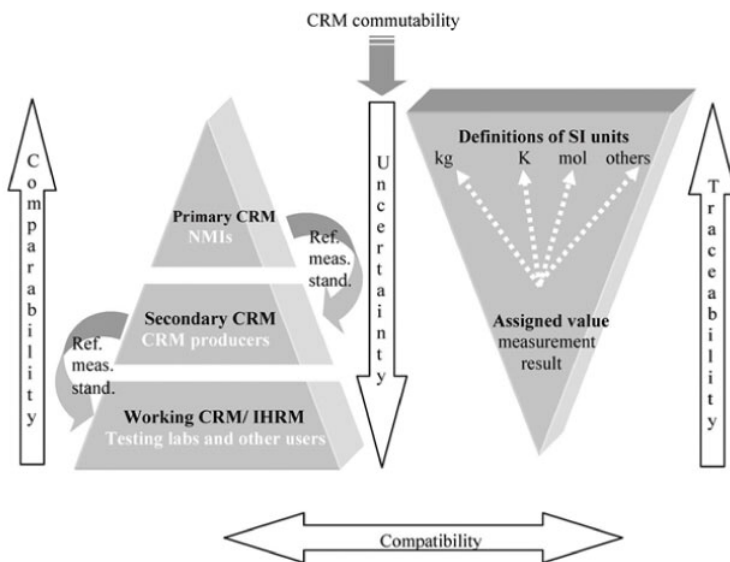 CRM commutability
Comparability
Primary CRM
NMIs
Ref.
meas.
stand.
Secondary CRM
CRM producers
Ref.
meas.
stand.
Working CRM/ IHRM
Testing labs and other users
Uncertainty
Definitions of SI units
kg K mol others
Assigned value
measurement
result
Traceability
Compatibility